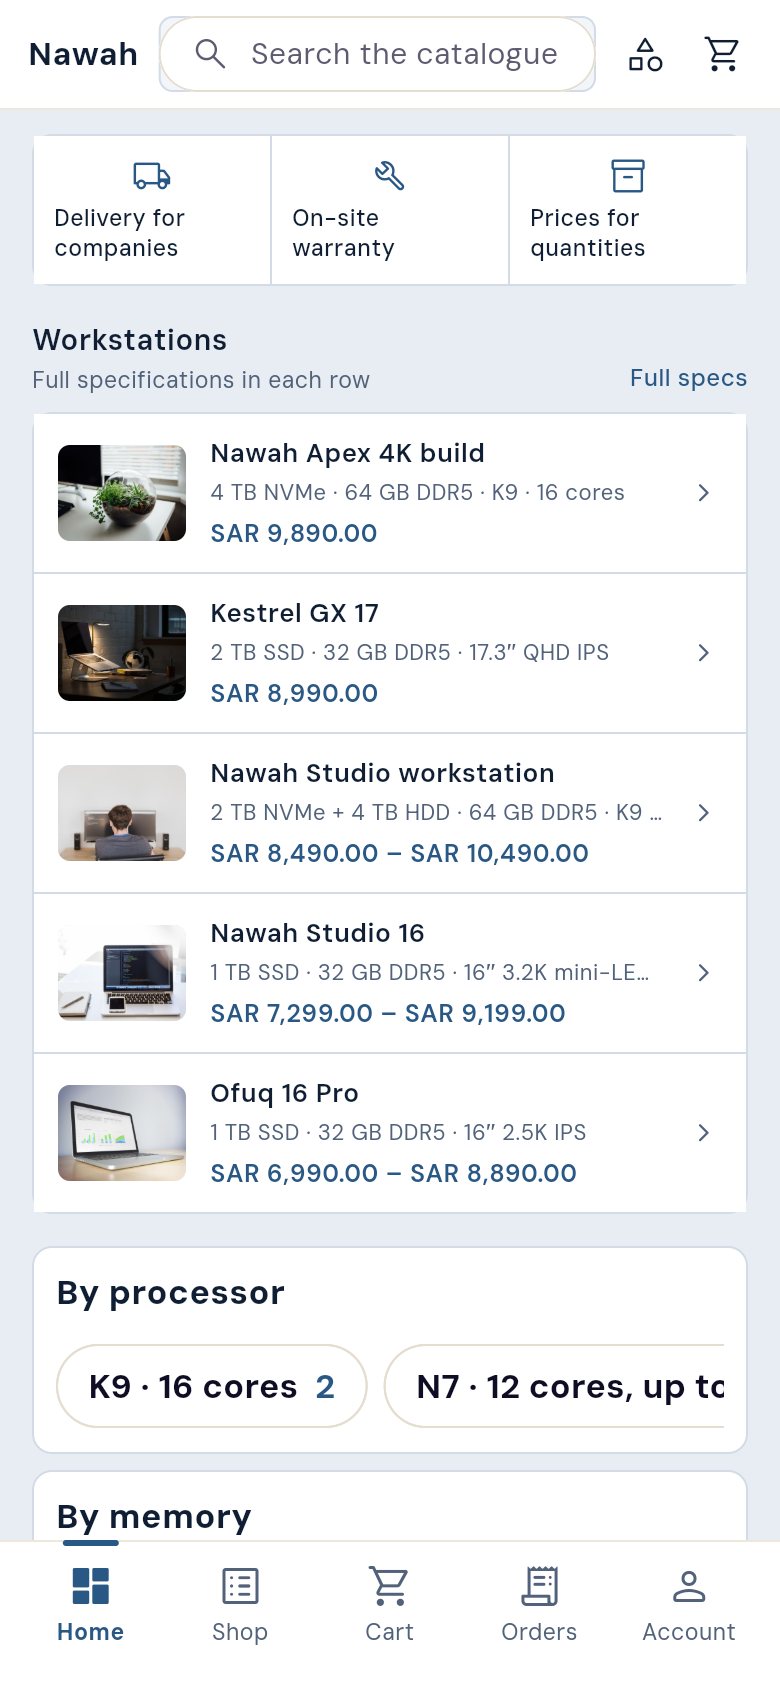 Nawah
Search the catalogue
Delivery for
companies
On-site
warranty
Prices for
quantities
Workstations
Full specifications in each row
Full specs
Nawah Apex 4K build
4 TB NVMe · 64 GB DDR5 · K9 · 16 cores
SAR 9,890.00
Kestrel GX 17
2 TB SSD · 32 GB DDR5 · 17.3″ QHD IPS
SAR 8,990.00
Nawah Studio workstation
2 TB NVMe + 4 TB HDD · 64 GB DDR5 · K9 ...
SAR 8,490.00 – SAR 10,490.00
Nawah Studio 16
1 TB SSD · 32 GB DDR5 · 16″ 3.2K mini-LE...
SAR 7,299.00 – SAR 9,199.00
Ofuq 16 Pro
1 TB SSD · 32 GB DDR5 · 16″ 2.5K IPS
SAR 6,990.00 – SAR 8,890.00
By processor
K9 · 16 cores 2
N7 · 12 cores, up to
By memory
Home
Shop
Cart
Orders
Account